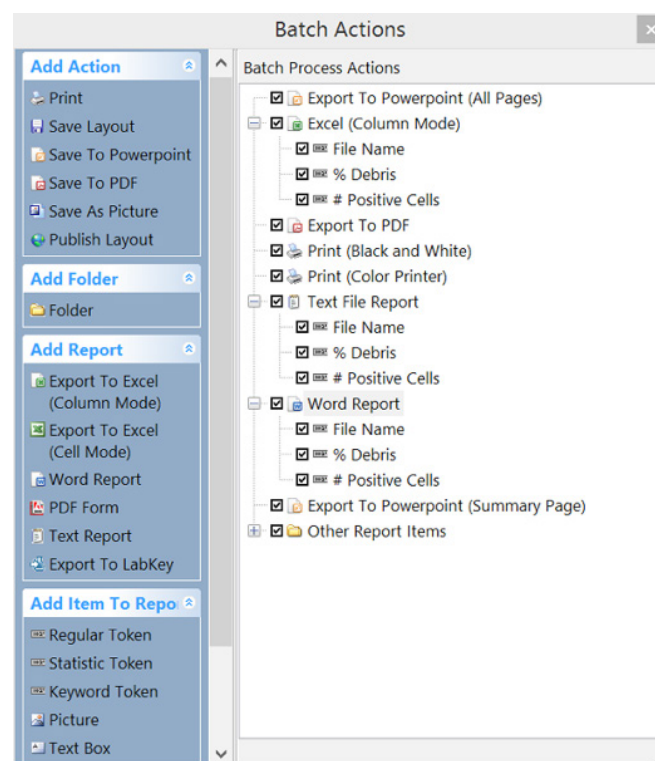 Batch Actions
Add Action
Print
Save Layout
Save To Powerpoint
Save To PDF
Save As Picture
Publish Layout
Add Folder
Folder
Add Report
Export To Excel
(Column Mode)
Export To Excel
(Cell Mode)
Word Report
PDF Form
Text Report
Export To LabKey
Add Item To Repo
Regular Token
Statistic Token
Keyword Token
Picture
Text Box
Batch Process Actions
Export To Powerpoint (All Pages)
Excel (Column Mode)
File Name
% Debris
# Positive Cells
Export To PDF
Print (Black and White)
Print (Color Printer)
Text File Report
File Name
% Debris
# Positive Cells
Word Report
File Name
% Debris
# Positive Cells
Export To Powerpoint (Summary Page)
Other Report Items